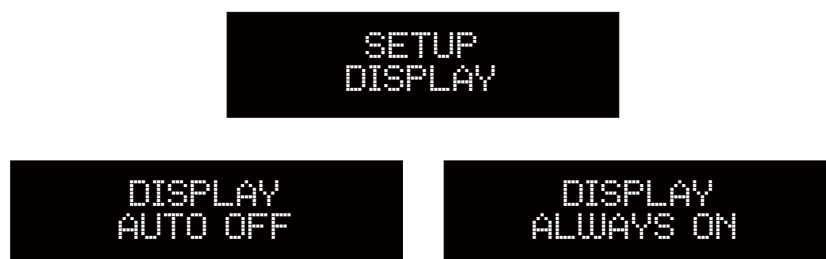 SETUP
DISPLAY
DISPLAY
AUTO OFF
DISPLAY
ALWAYS ON